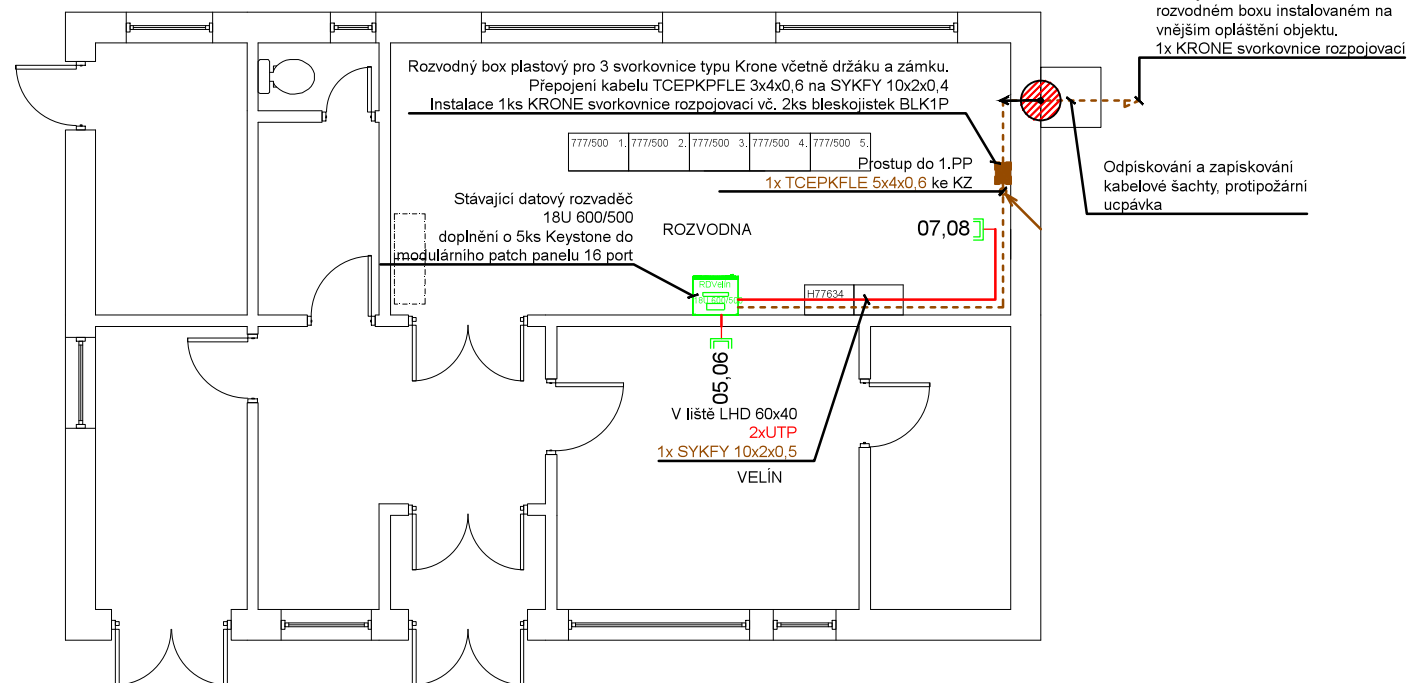 rozvodném boxu instalovaném na
vnějším opláštění objektu.
1x KRONE svorkovnice rozpojovací
Rozvodný box plastový pro 3 svorkovnice typu Krone včetně držáku a zámku.
Přepojení kabelu TCEPKPFLE 3x4x0,6 na SYKFY 10x2x0,4
Instalace 1ks KRONE svorkovnice rozpojovací vč. 2ks bleskojistek BLK1P
777/500 1. 777/500 2. 777/500 3. 777/500 4. 777/500 5.
Prostup do 1.PP
1x TCEPKFLE 5x4x0,6 ke KZ
Odpískování a zapískování
kabelové šachty, protipožární
ucpávka
Stávající datový rozvaděč
18U 600/500
doplnění o 5ks Keystone do
modulárního patch panelu 16 port
ROZVODNA
07,08
RDVelín
18U 600/500
H77634
05,06
V liště LHD 60x40
2xUTP
1x SYKFY 10x2x0,5
VELÍN